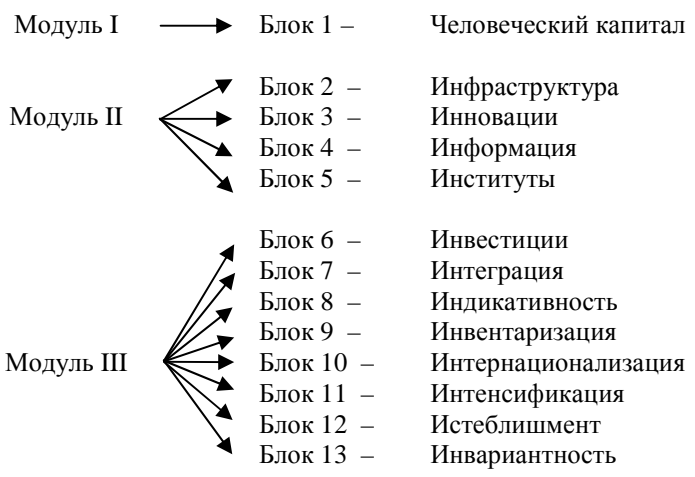 Модуль I Блок 1 – Человеческий капитал
Блок 2 – Инфраструктура
Модуль II Блок 3 – Инновации
Блок 4 – Информация
Блок 5 – Институты
Блок 6 – Инвестиции
Блок 7 – Интеграция
Блок 8 – Индикативность
Блок 9 – Инвентаризация
Модуль III Блок 10 – Интернационализация
Блок 11 – Интенсификация
Блок 12 – Истеблишмент
Блок 13 – Инвариантность